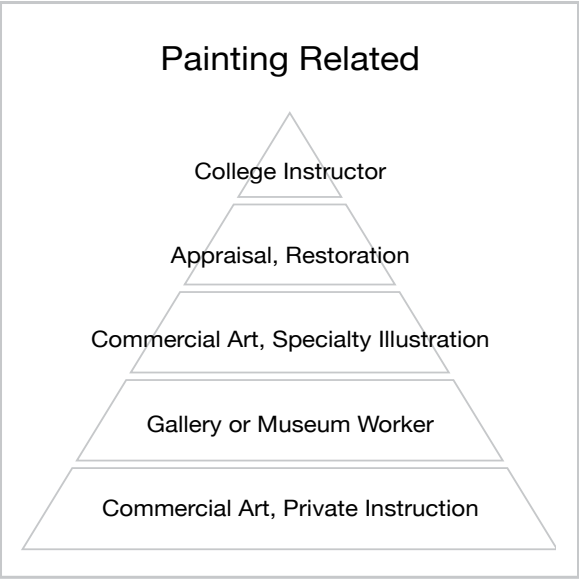 Painting Related
College Instructor
Appraisal, Restoration
Commercial Art, Specialty Illustration
Gallery or Museum Worker
Commercial Art, Private Instruction